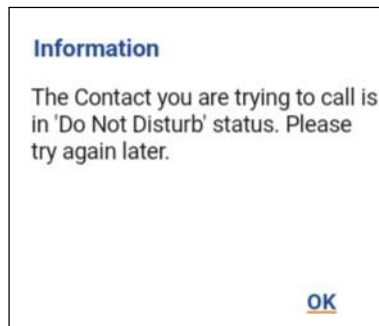 Information
The Contact you are trying to call is
in 'Do Not Disturb' status. Please
try again later.
OK